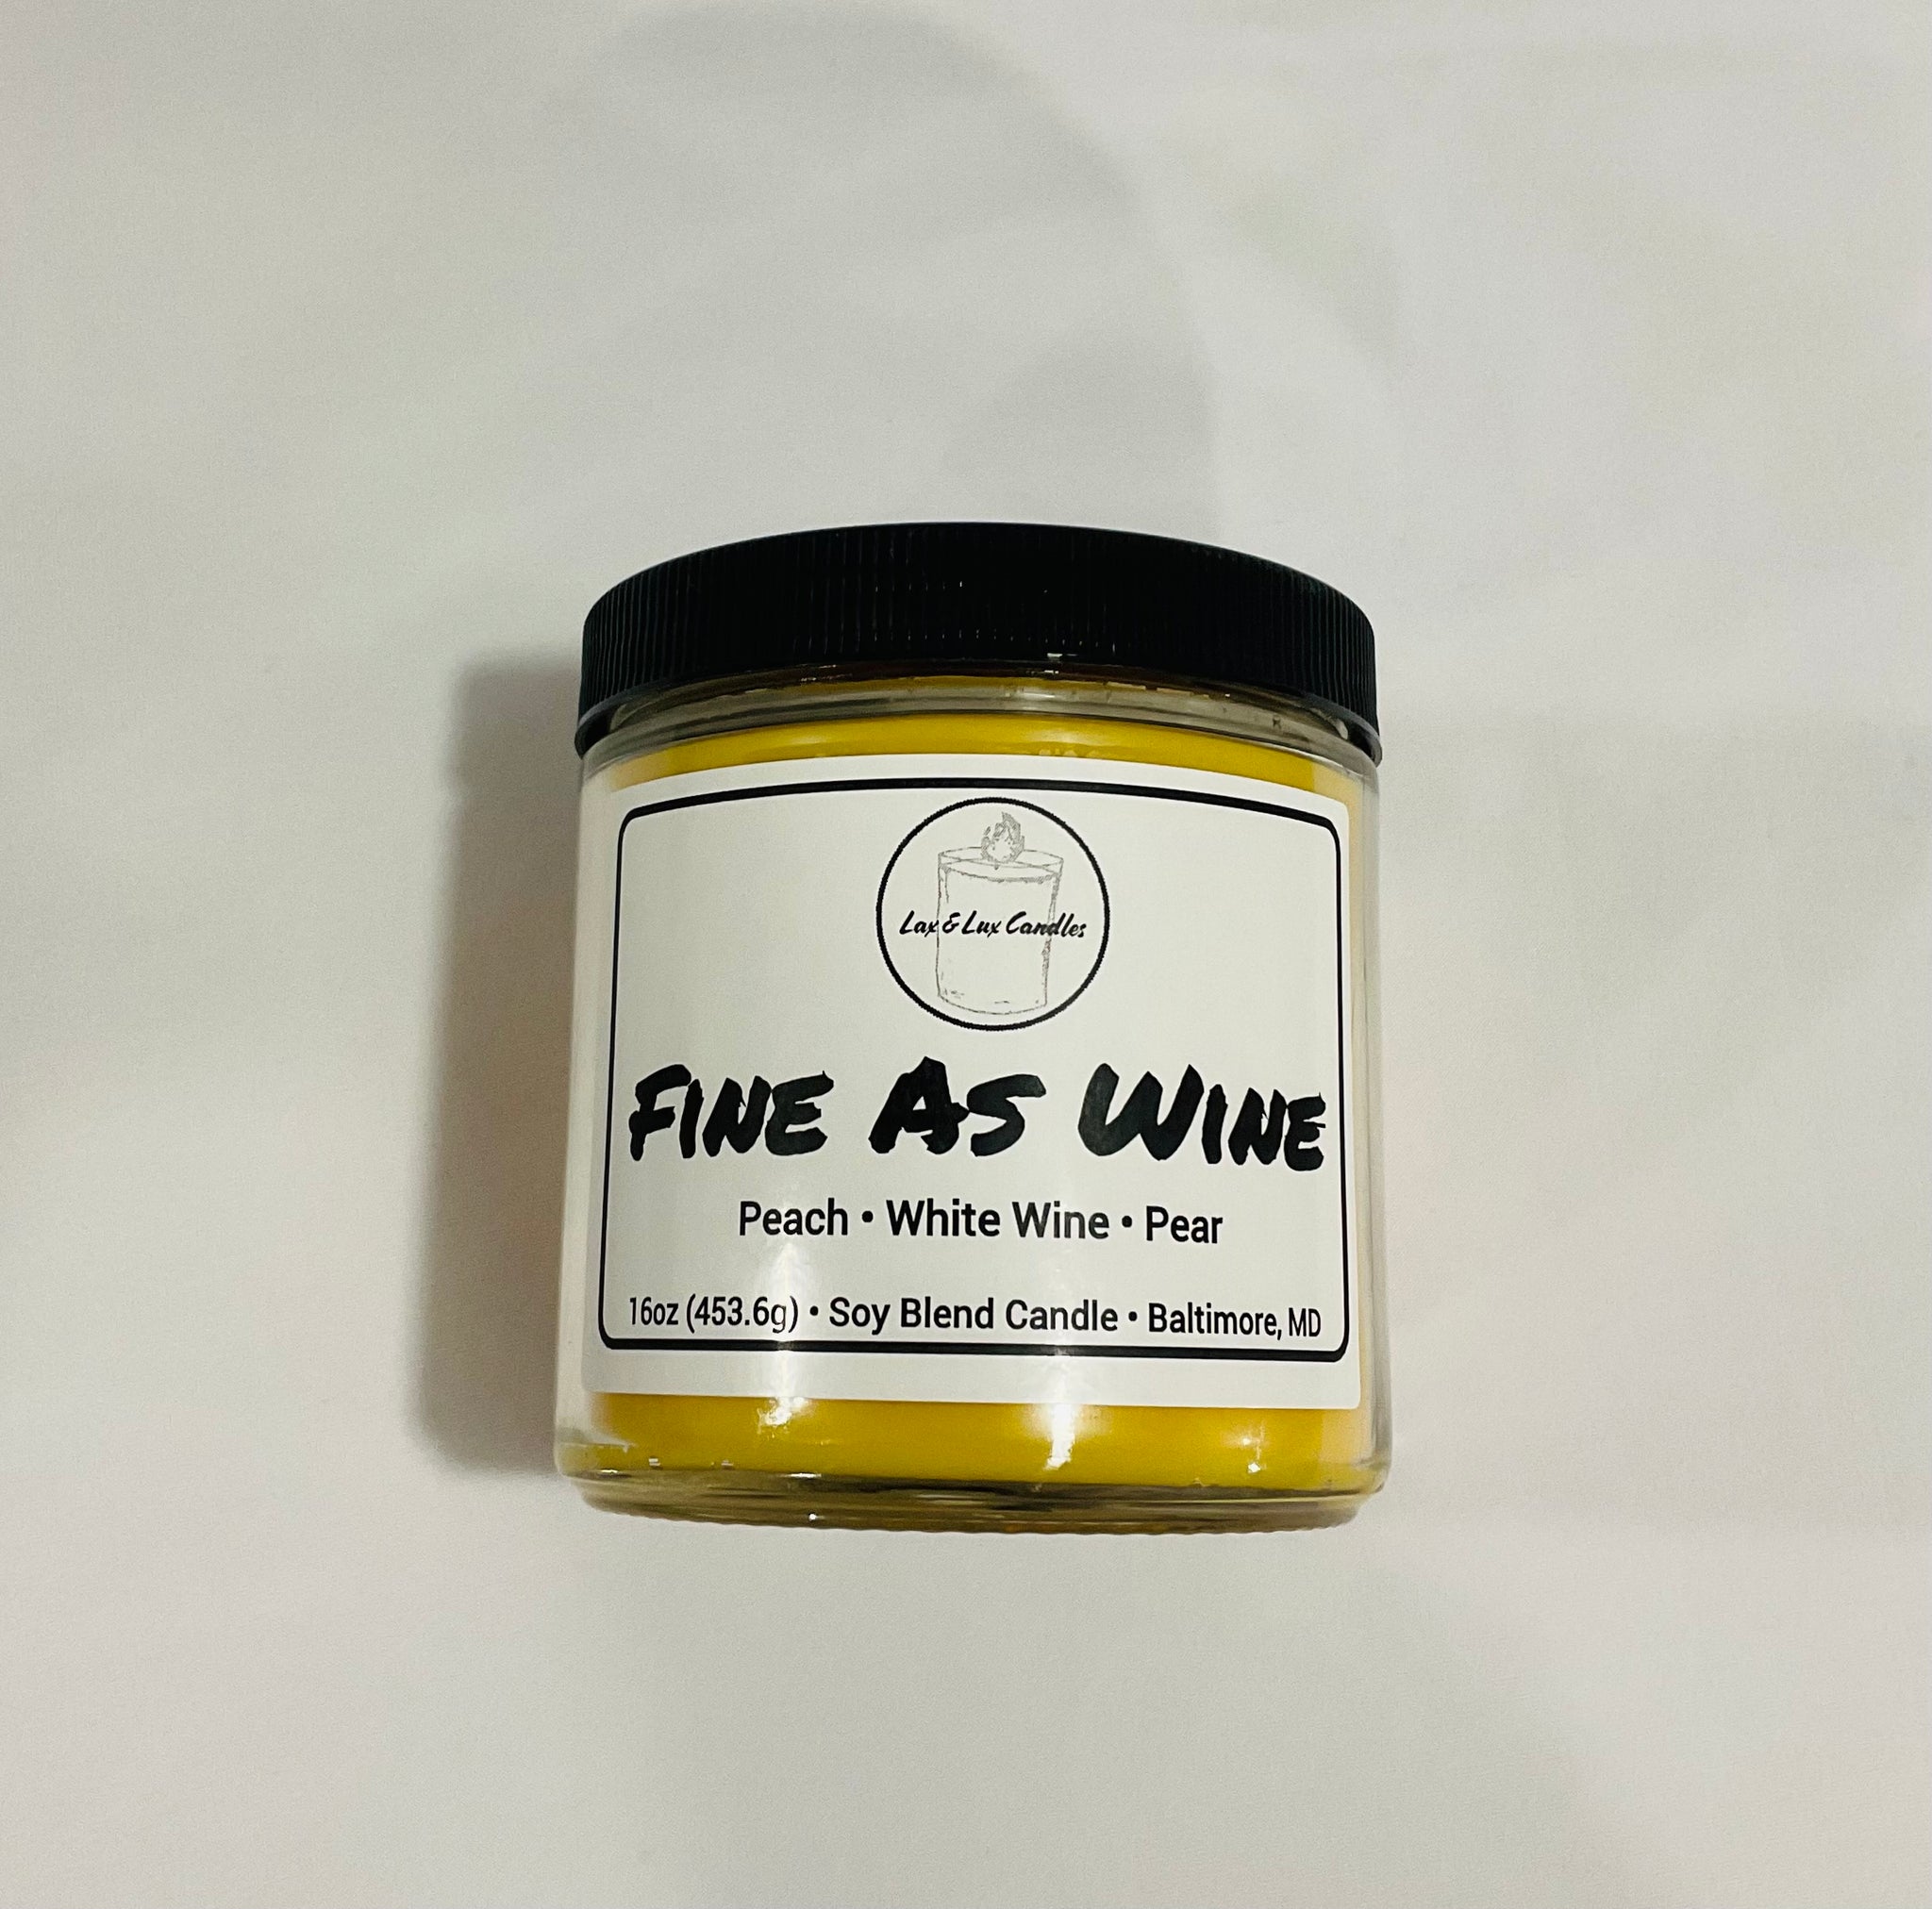 Lax & Lux Candles
Fine As Wine
Peach • White Wine • Pear
16oz (453.6g) • Soy Blend Candle • Baltimore, MD